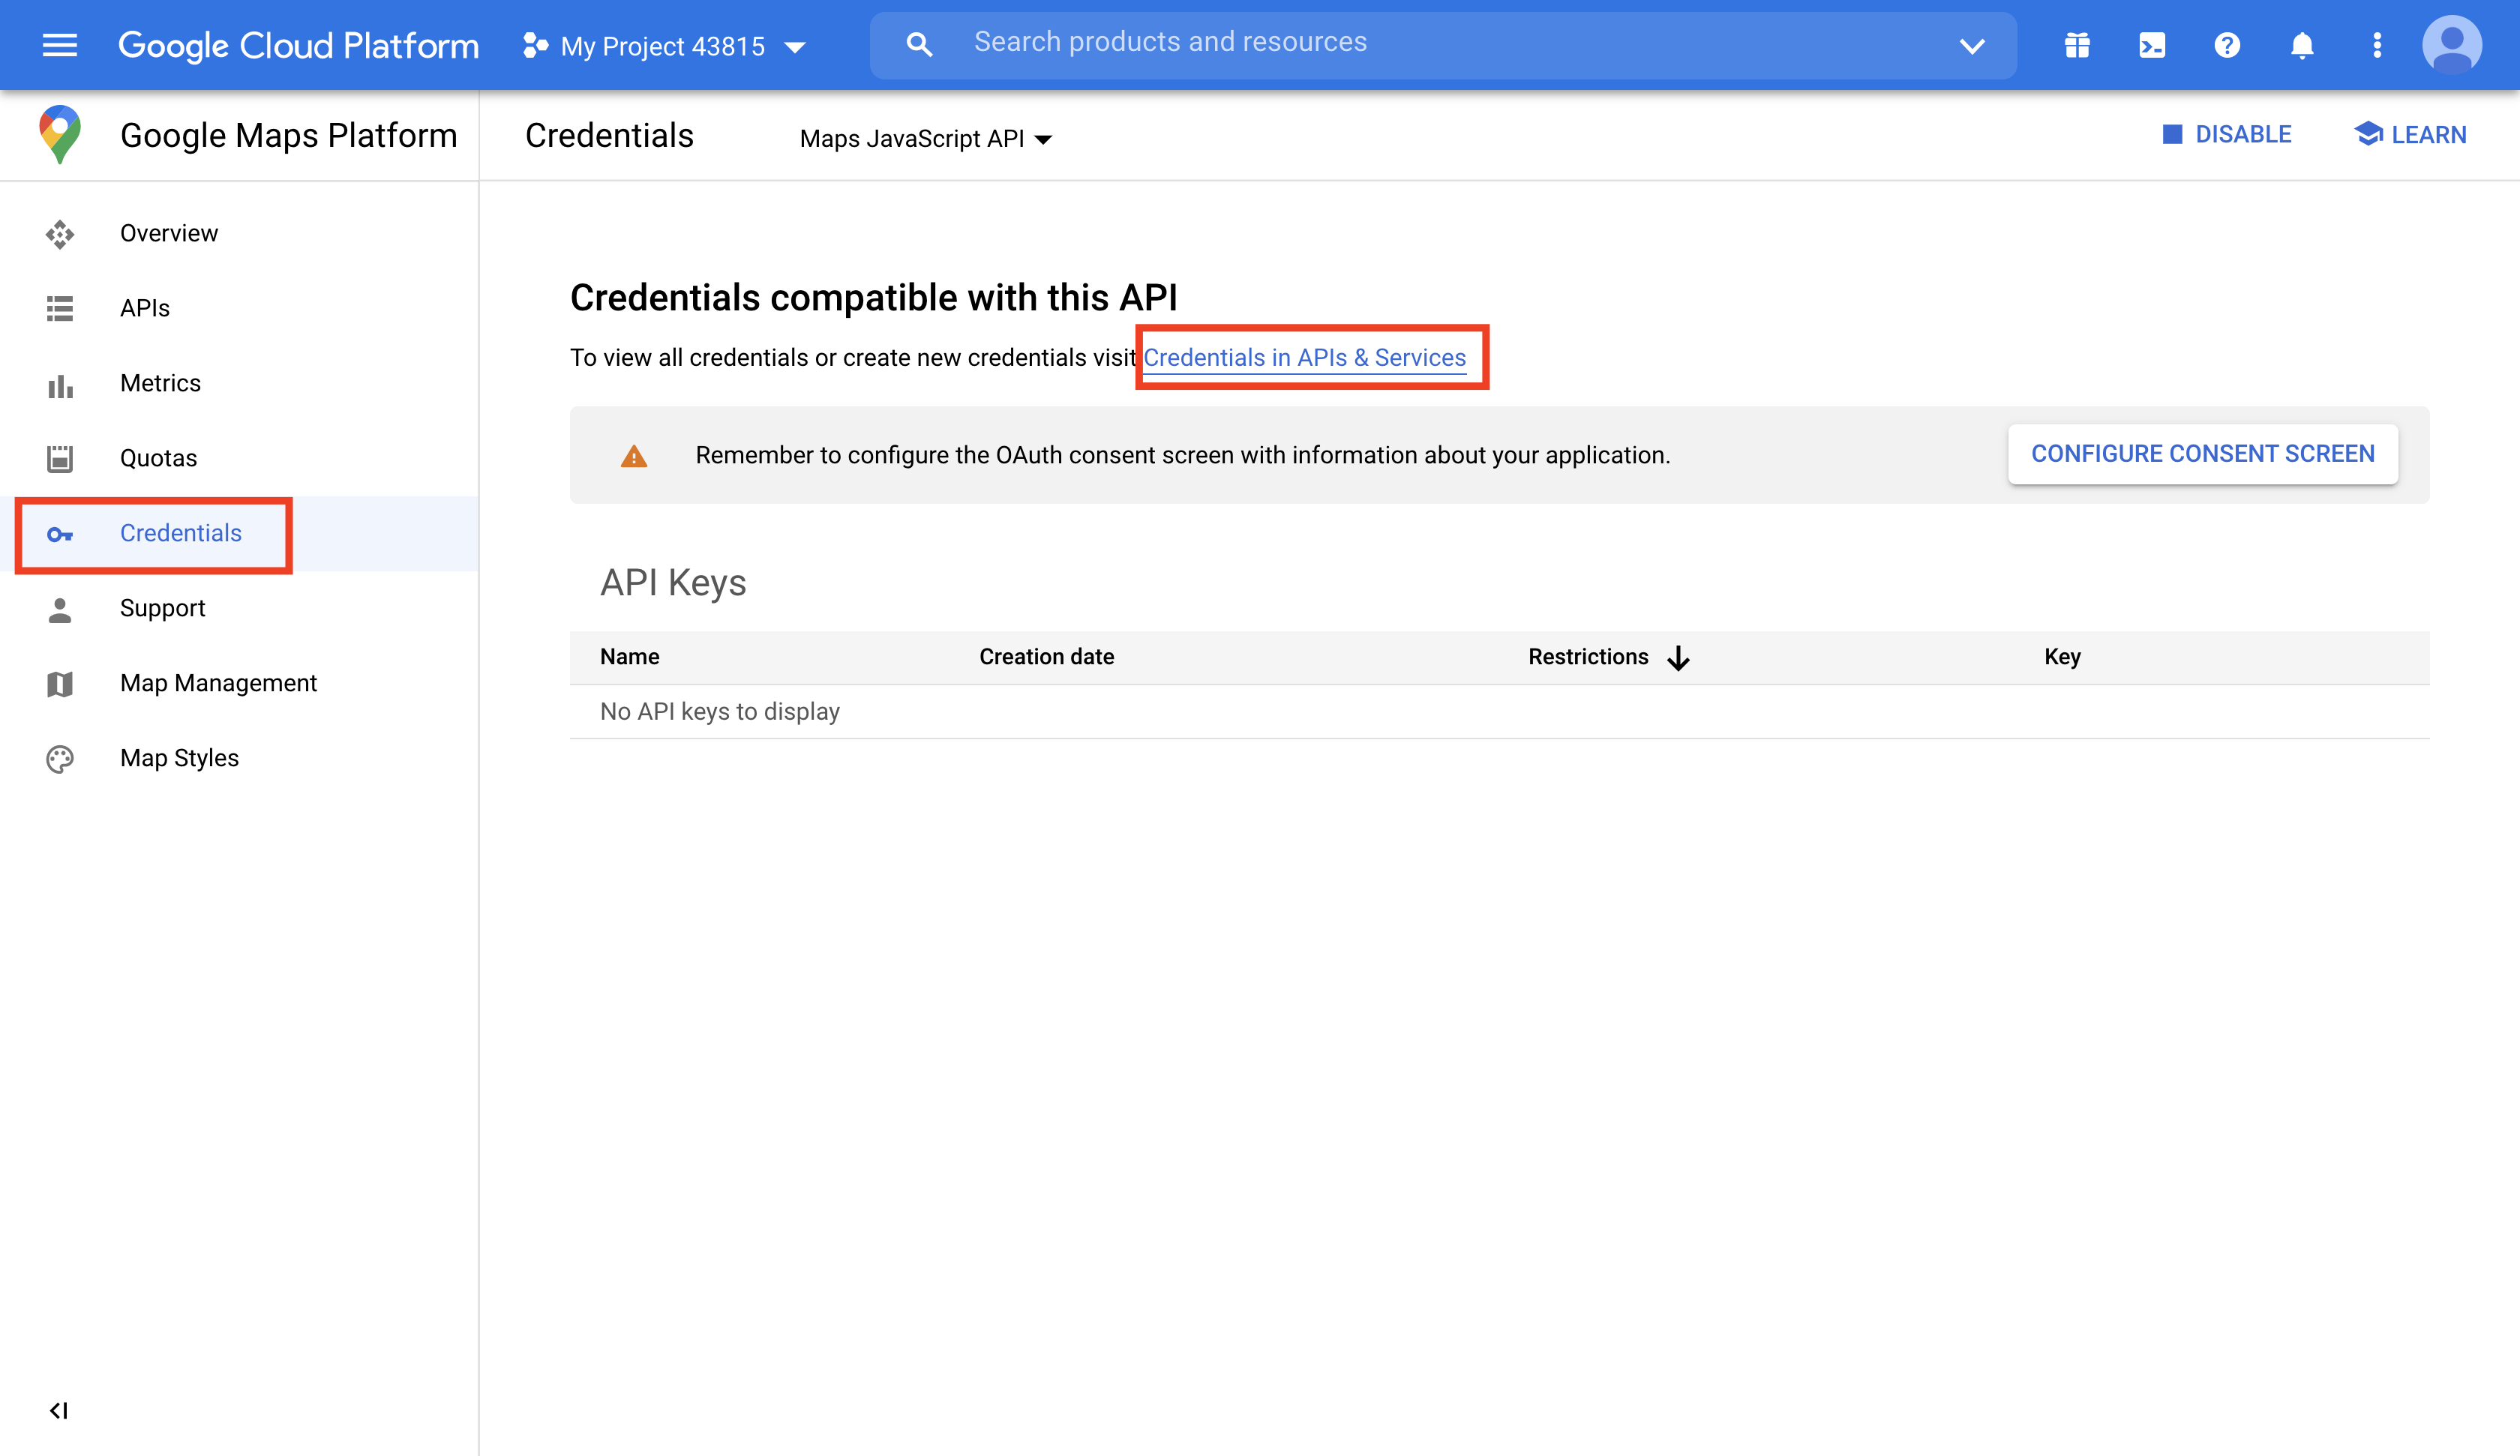 Google Cloud Platform
My Project 43815
Search products and resources
Google Maps Platform
Credentials
Maps JavaScript API
DISABLE
LEARN
Overview
APIs
Metrics
Quotas
Credentials
Support
Map Management
Map Styles
Credentials compatible with this API
To view all credentials or create new credentials visit Credentials in APIs & Services
Remember to configure the OAuth consent screen with information about your application.
CONFIGURE CONSENT SCREEN
API Keys
Name Creation date Restrictions Key
No API keys to display